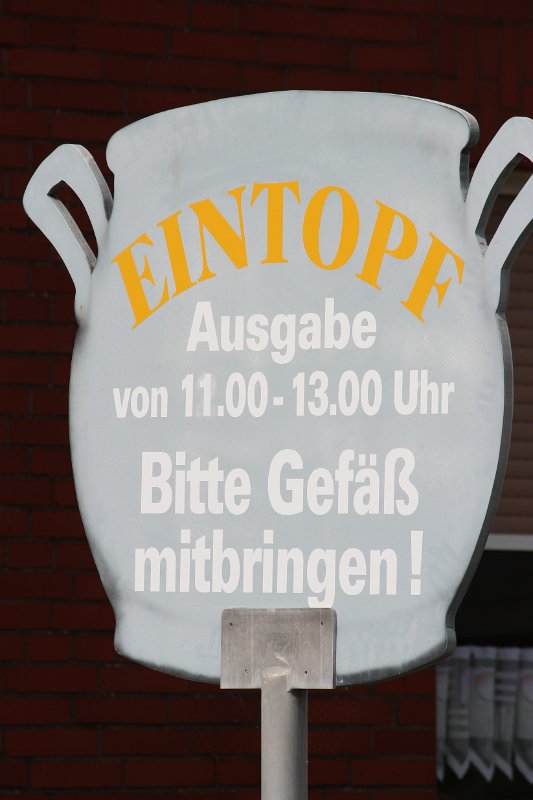 EINTOPF
Ausgabe
von 11.00 - 13.00 Uhr
Bitte Gefäß
mitbringen!